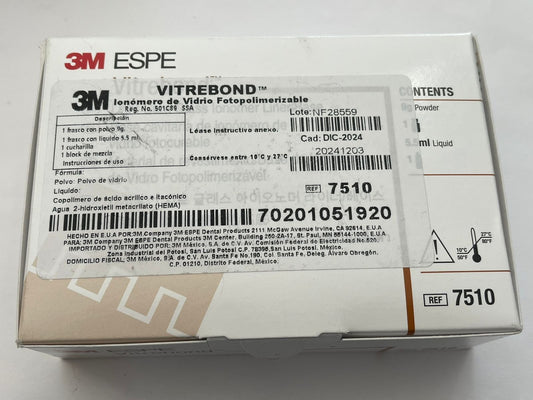 3M ESPE
Vitrebond™
3M
VITREBOND™
Ionómero de Vidrio Fotopolimerizable
Reg. No. 501C89 SSA
Descripción
1 frasco con polvo 9g.
1 frasco con líquido 5.5 ml
1 cucharilla
1 block de mezcla
Instrucciones de uso
Léase instructivo anexo.
Consérvese entre 10°C y 27°C
Lote:NF28559
Cad: DIC-2024
20241203
Fórmula:
Polvo: Polvo de vidrio.
Líquido:
Copolímero de ácido acrílico e itacónico
Agua 2-hidroxietil metacrilato (HEMA)
REF 7510
70201051920
HECHO EN E.U.A POR:3M Company 3M ESPE Dental Products 2111 McGaw Avenue Irvine, CA 92614, E.U.A
PARA: 3M Company 3M ESPE Dental Products 3M Center, Building 250-2A-17, St. Paul, MN 55144-1000, E.U.A.
IMPORTADO Y DISTRIBUIDO POR: 3M México, S.A. de C.V. Av. Comisión Federal de Electricidad No.520,
Zona Industrial del Potosí, San Luis Potosí C.P. 78395,San Luis Potosí. México.
DOMICILIO FISCAL: 3M México, S.A de C.V. Av. Santa Fe No.190, Col. Santa Fe, Deleg. Álvaro Obregón.
C.P. 01210, Distrito Federal, México.
Powder
ml Liquid
10°C
50°F
27°C
80°F
REF 7510
3M ESPE
Vitrebond